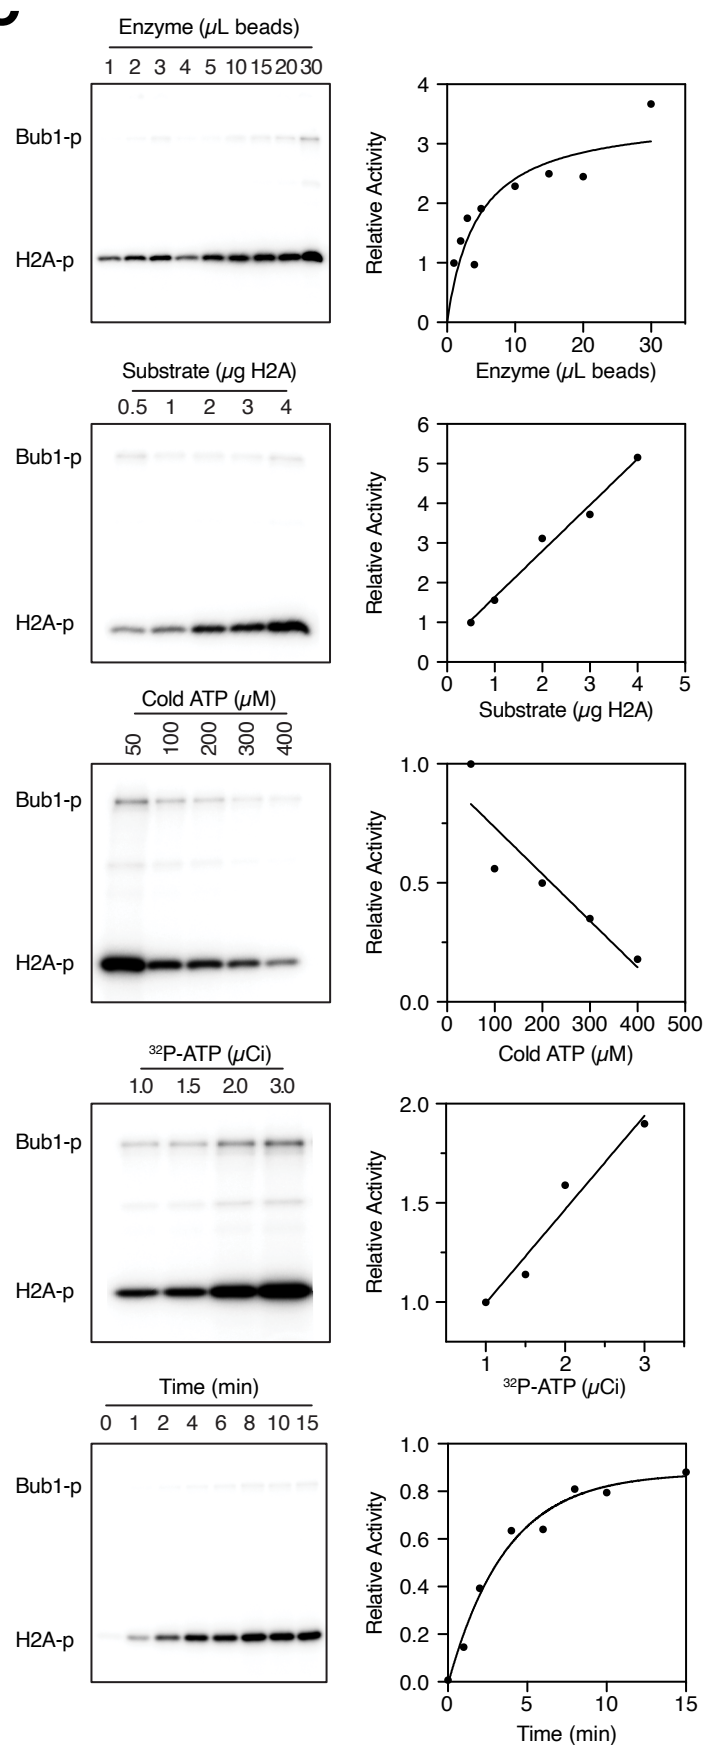 Enzyme (µL beads)
1 2 3 4 5 10 15 20 30
Bub1-p
H2A-p
4
3
2
1
0
Relative Activity
0 10 20 30
Enzyme (µL beads)
Substrate (µg H2A)
0.5 1 2 3 4
Bub1-p
H2A-p
6
5
4
3
2
1
0
Relative Activity
0 1 2 3 4 5
Substrate (µg H2A)
Cold ATP (µM)
50 100 200 300 400
Bub1-p
H2A-p
1.0
0.5
0.0
Relative Activity
0 100 200 300 400 500
Cold ATP (µM)
³²P-ATP (µCi)
1.0 1.5 2.0 3.0
Bub1-p
H2A-p
2.0
1.5
1.0
Relative Activity
1 2 3
³²P-ATP (µCi)
Time (min)
0 1 2 4 6 8 10 15
Bub1-p
H2A-p
1.0
0.8
0.6
0.4
0.2
0.0
Relative Activity
0 5 10 15
Time (min)